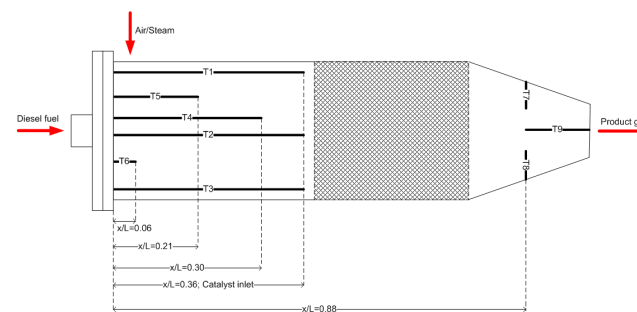 Air/Steam
T1
T5
T4
Diesel fuel
T2
T6
T3
T7
T9
T8
Product g
x/L=0.06
x/L=0.21
x/L=0.30
x/L=0.36; Catalyst inlet
x/L=0.88